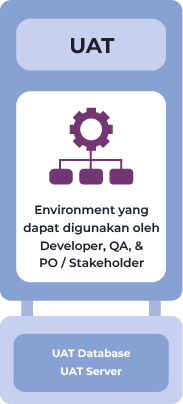 UAT
Environment yang
dapat digunakan oleh
Developer, QA, &
PO / Stakeholder
UAT Database
UAT Server